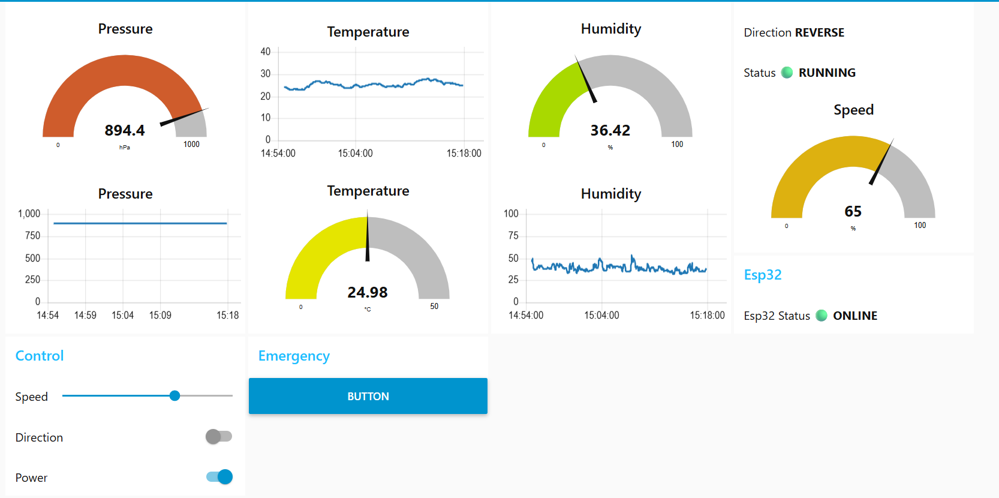 Pressure
894.4
hPa
0
1000
Pressure
1,000
750
500
250
0
14:54 14:59 15:04 15:09 15:18
Temperature
40
30
20
10
0
14:54:00 15:04:00 15:18:00
Temperature
24.98
°C
0
50
Humidity
36.42
%
0
100
Humidity
100
75
50
25
0
14:54:00 15:04:00 15:18:00
Direction REVERSE
Status RUNNING
Speed
65
%
0
100
Esp32
Esp32 Status ONLINE
Control
Speed
Direction
Power
Emergency
BUTTON